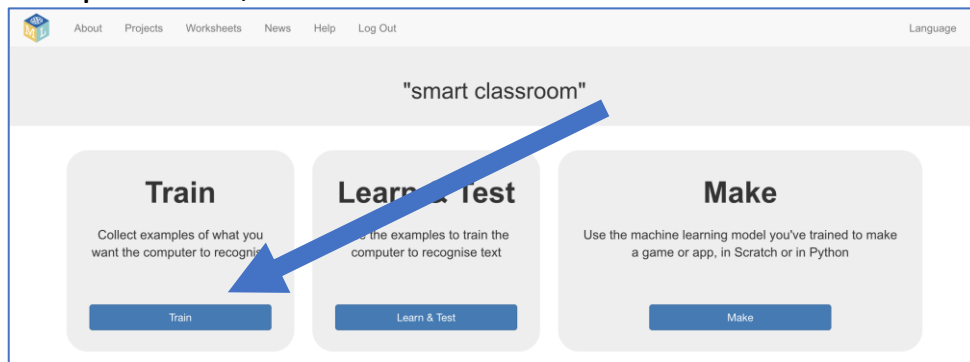 About Projects Worksheets News Help Log Out Language
"smart classroom"
Train
Collect examples of what you
want the computer to
Train
Learn & Test
the examples to train the
computer to recognise text
Learn & Test
Make
Use the machine learning model you've trained to make
a game or app, in Scratch or in Python
Make